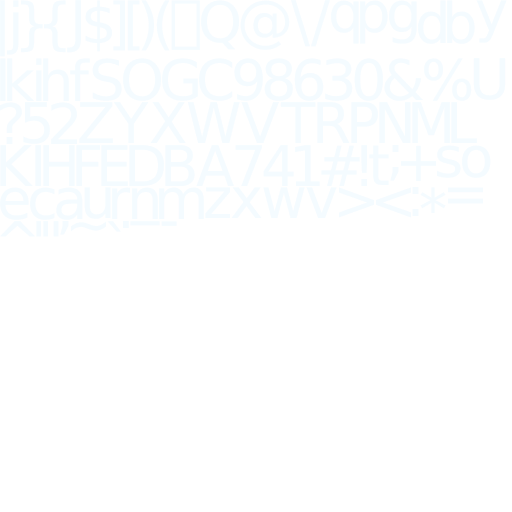 |j}{J$][)(▯Q@\/qpgdby
lkihfSOGC98630&%U
?52ZYXWVTRPNML
KIHFEDBA741#!t;+so
ecaurnmzxwv><:,*=
^"'~`-_